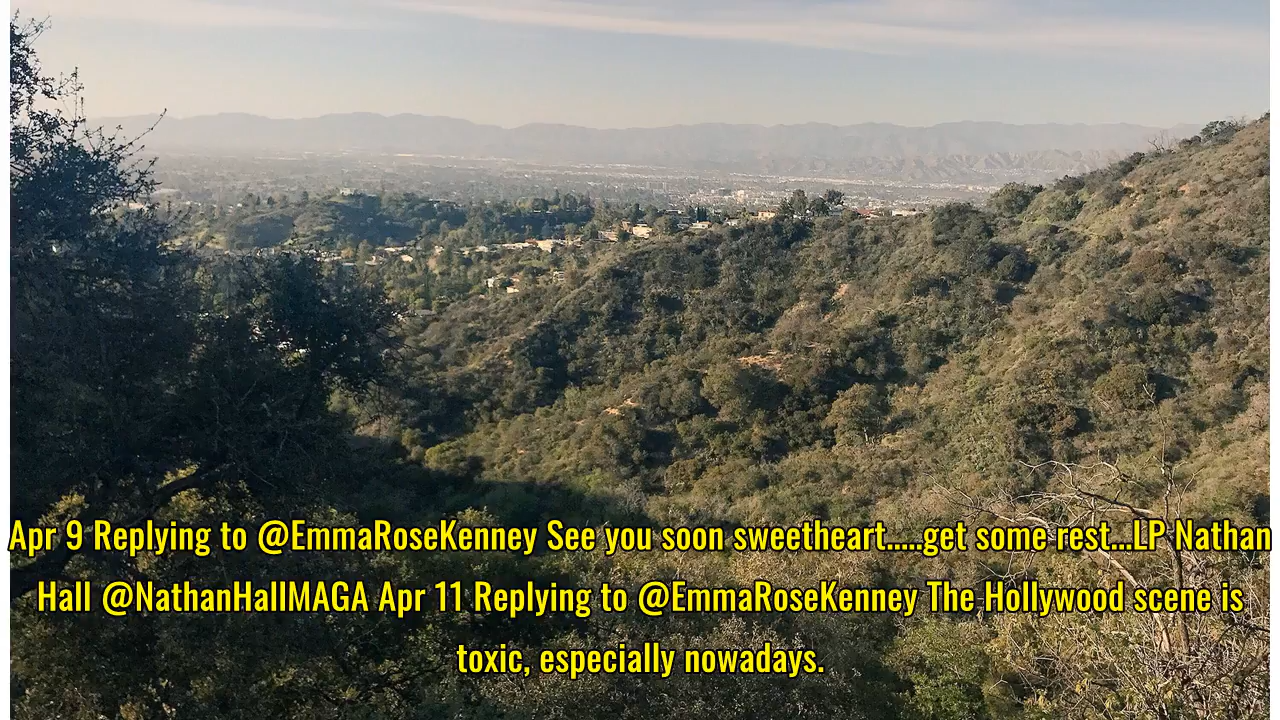 Apr 9 Replying to @EmmaRoseKenney See you soon sweetheart.....get some rest...LP Nathan
Hall @NathanHallMAGA Apr 11 Replying to @EmmaRoseKenney The Hollywood scene is
toxic, especially nowadays.